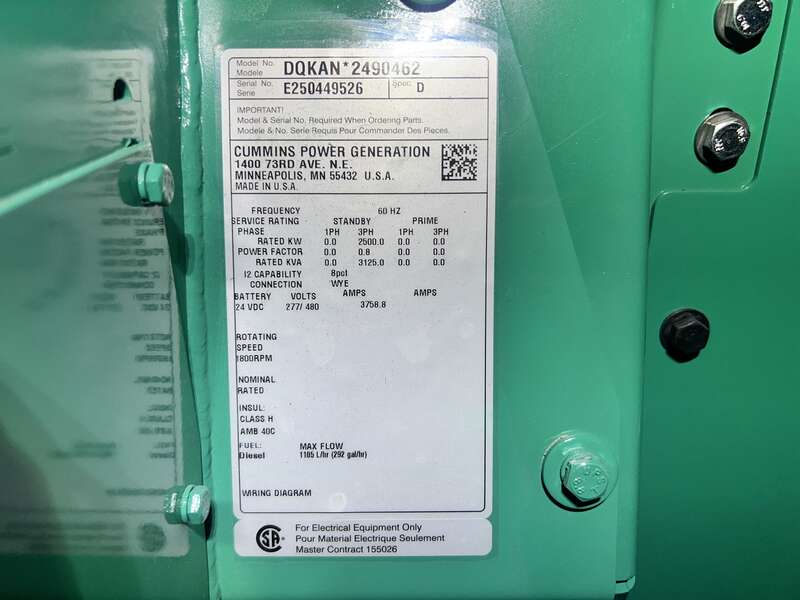 Model No. DQKAN*2490462
Modele
Serial No. E250449526 Spec D
Serie
IMPORTANT!
Model & Serial No. Required When Ordering Parts.
Modele & No. Serie Requis Pour Commander Des Pieces.
CUMMINS POWER GENERATION
1400 73RD AVE. N.E.
MINNEAPOLIS, MN 55432 U.S.A.
MADE IN U.S.A.
FREQUENCY 60 HZ
SERVICE RATING STANDBY PRIME
PHASE 1PH 3PH 1PH 3PH
RATED KW 0.0 2500.0 0.0 0.0
POWER FACTOR 0.0 0.8 0.0 0.0
RATED KVA 0.0 3125.0 0.0 0.0
I2 CAPABILITY 8pct
CONNECTION WYE
BATTERY VOLTS AMPS AMPS
24 VDC 277/ 480 3758.8
ROTATING
SPEED
1800RPM
NOMINAL
RATED
INSUL:
CLASS H
AMB 40C
FUEL: MAX FLOW
Diesel 1105 L/hr (292 gal/hr)
WIRING DIAGRAM
For Electrical Equipment Only
Pour Material Electrique Seulement
Master Contract 155026